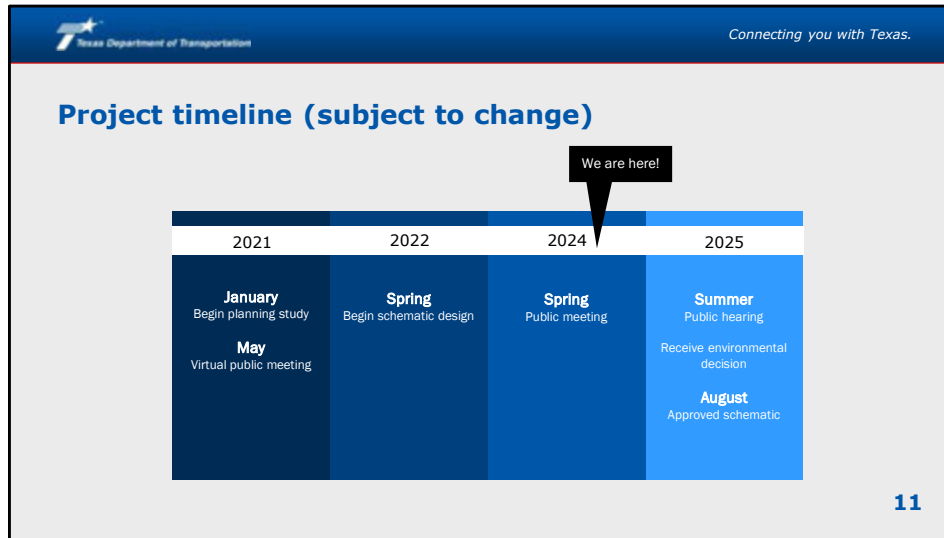 Texas Department of Transportation
Connecting you with Texas.
Project timeline (subject to change)
We are here!
2021
2022
2024
2025
January
Begin planning study
May
Virtual public meeting
Spring
Begin schematic design
Spring
Public meeting
Summer
Public hearing
Receive environmental
decision
August
Approved schematic
11